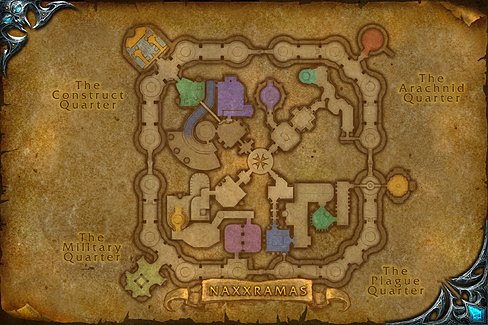 The
Construct
Quarter
The
Arachnid
Quarter
The
Military
Quarter
The
Plague
Quarter
NAXXRAMAS